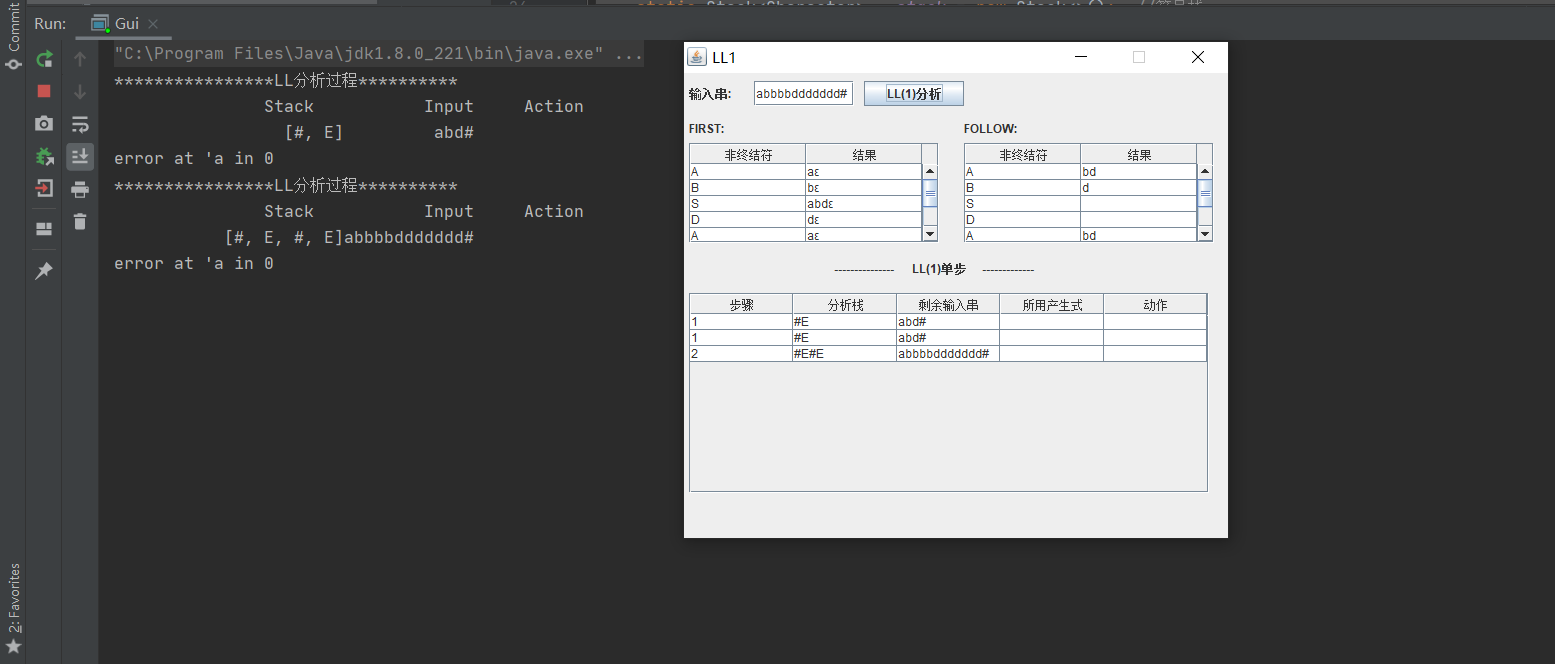 Commit
2: Favorites
Run: Gui
"C:\Program Files\Java\jdk1.8.0_221\bin\java.exe" ...
****************LL分析过程**********
Stack Input Action
[#, E] abd#
error at 'a in 0
****************LL分析过程**********
Stack Input Action
[#, E, #, E]abbbbddddddd#
error at 'a in 0
LL1
输入串: abbbbddddddd# LL(1)分析
FIRST: FOLLOW:
非终结符 结果 非终结符 结果
A aε A bd
B bε B d
S abdε S
D dε D
A aε A bd
--------------- LL(1)单步 -------------
步骤 分析栈 剩余输入串 所用产生式 动作
1 #E abd#
1 #E abd#
2 #E#E abbbbddddddd#